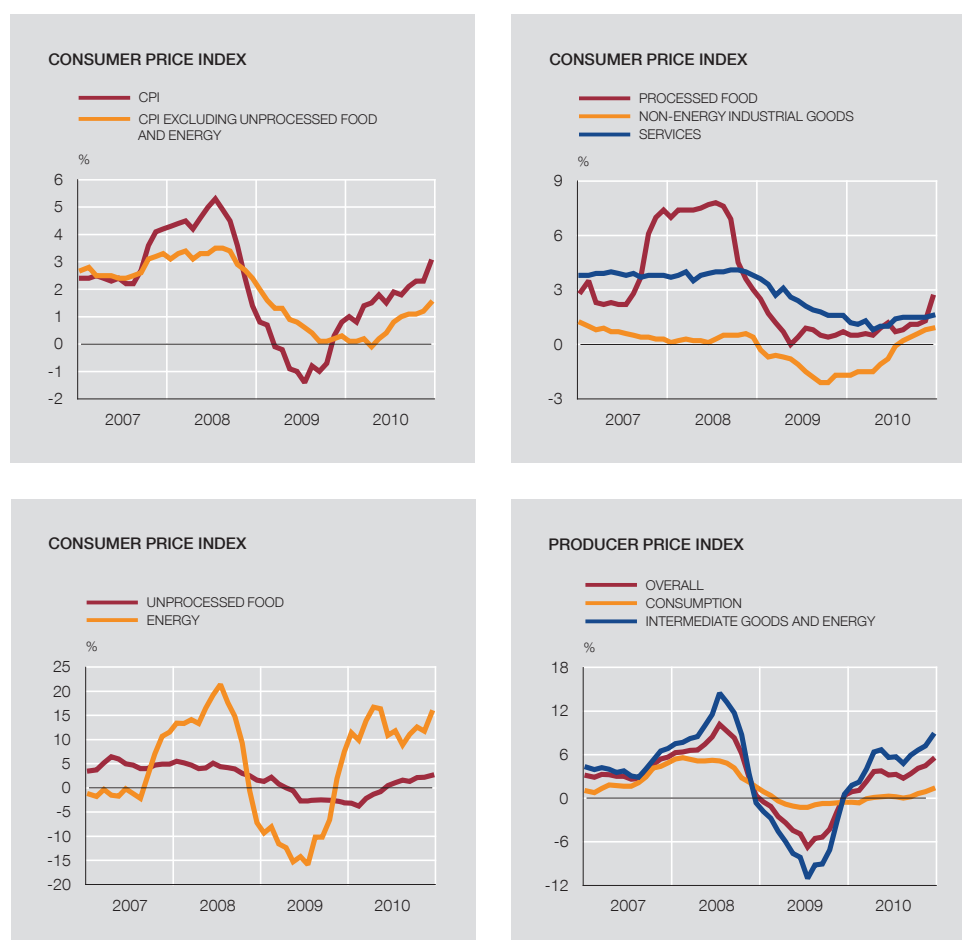 CONSUMER PRICE INDEX
CPI
CPI EXCLUDING UNPROCESSED FOOD
AND ENERGY
%
6
5
4
3
2
1
0
-1
-2
2007 2008 2009 2010
CONSUMER PRICE INDEX
PROCESSED FOOD
NON-ENERGY INDUSTRIAL GOODS
SERVICES
%
9
6
3
0
-3
2007 2008 2009 2010
CONSUMER PRICE INDEX
UNPROCESSED FOOD
ENERGY
%
25
20
15
10
5
0
-5
-10
-15
-20
2007 2008 2009 2010
PRODUCER PRICE INDEX
OVERALL
CONSUMPTION
INTERMEDIATE GOODS AND ENERGY
%
18
12
6
0
-6
-12
2007 2008 2009 2010